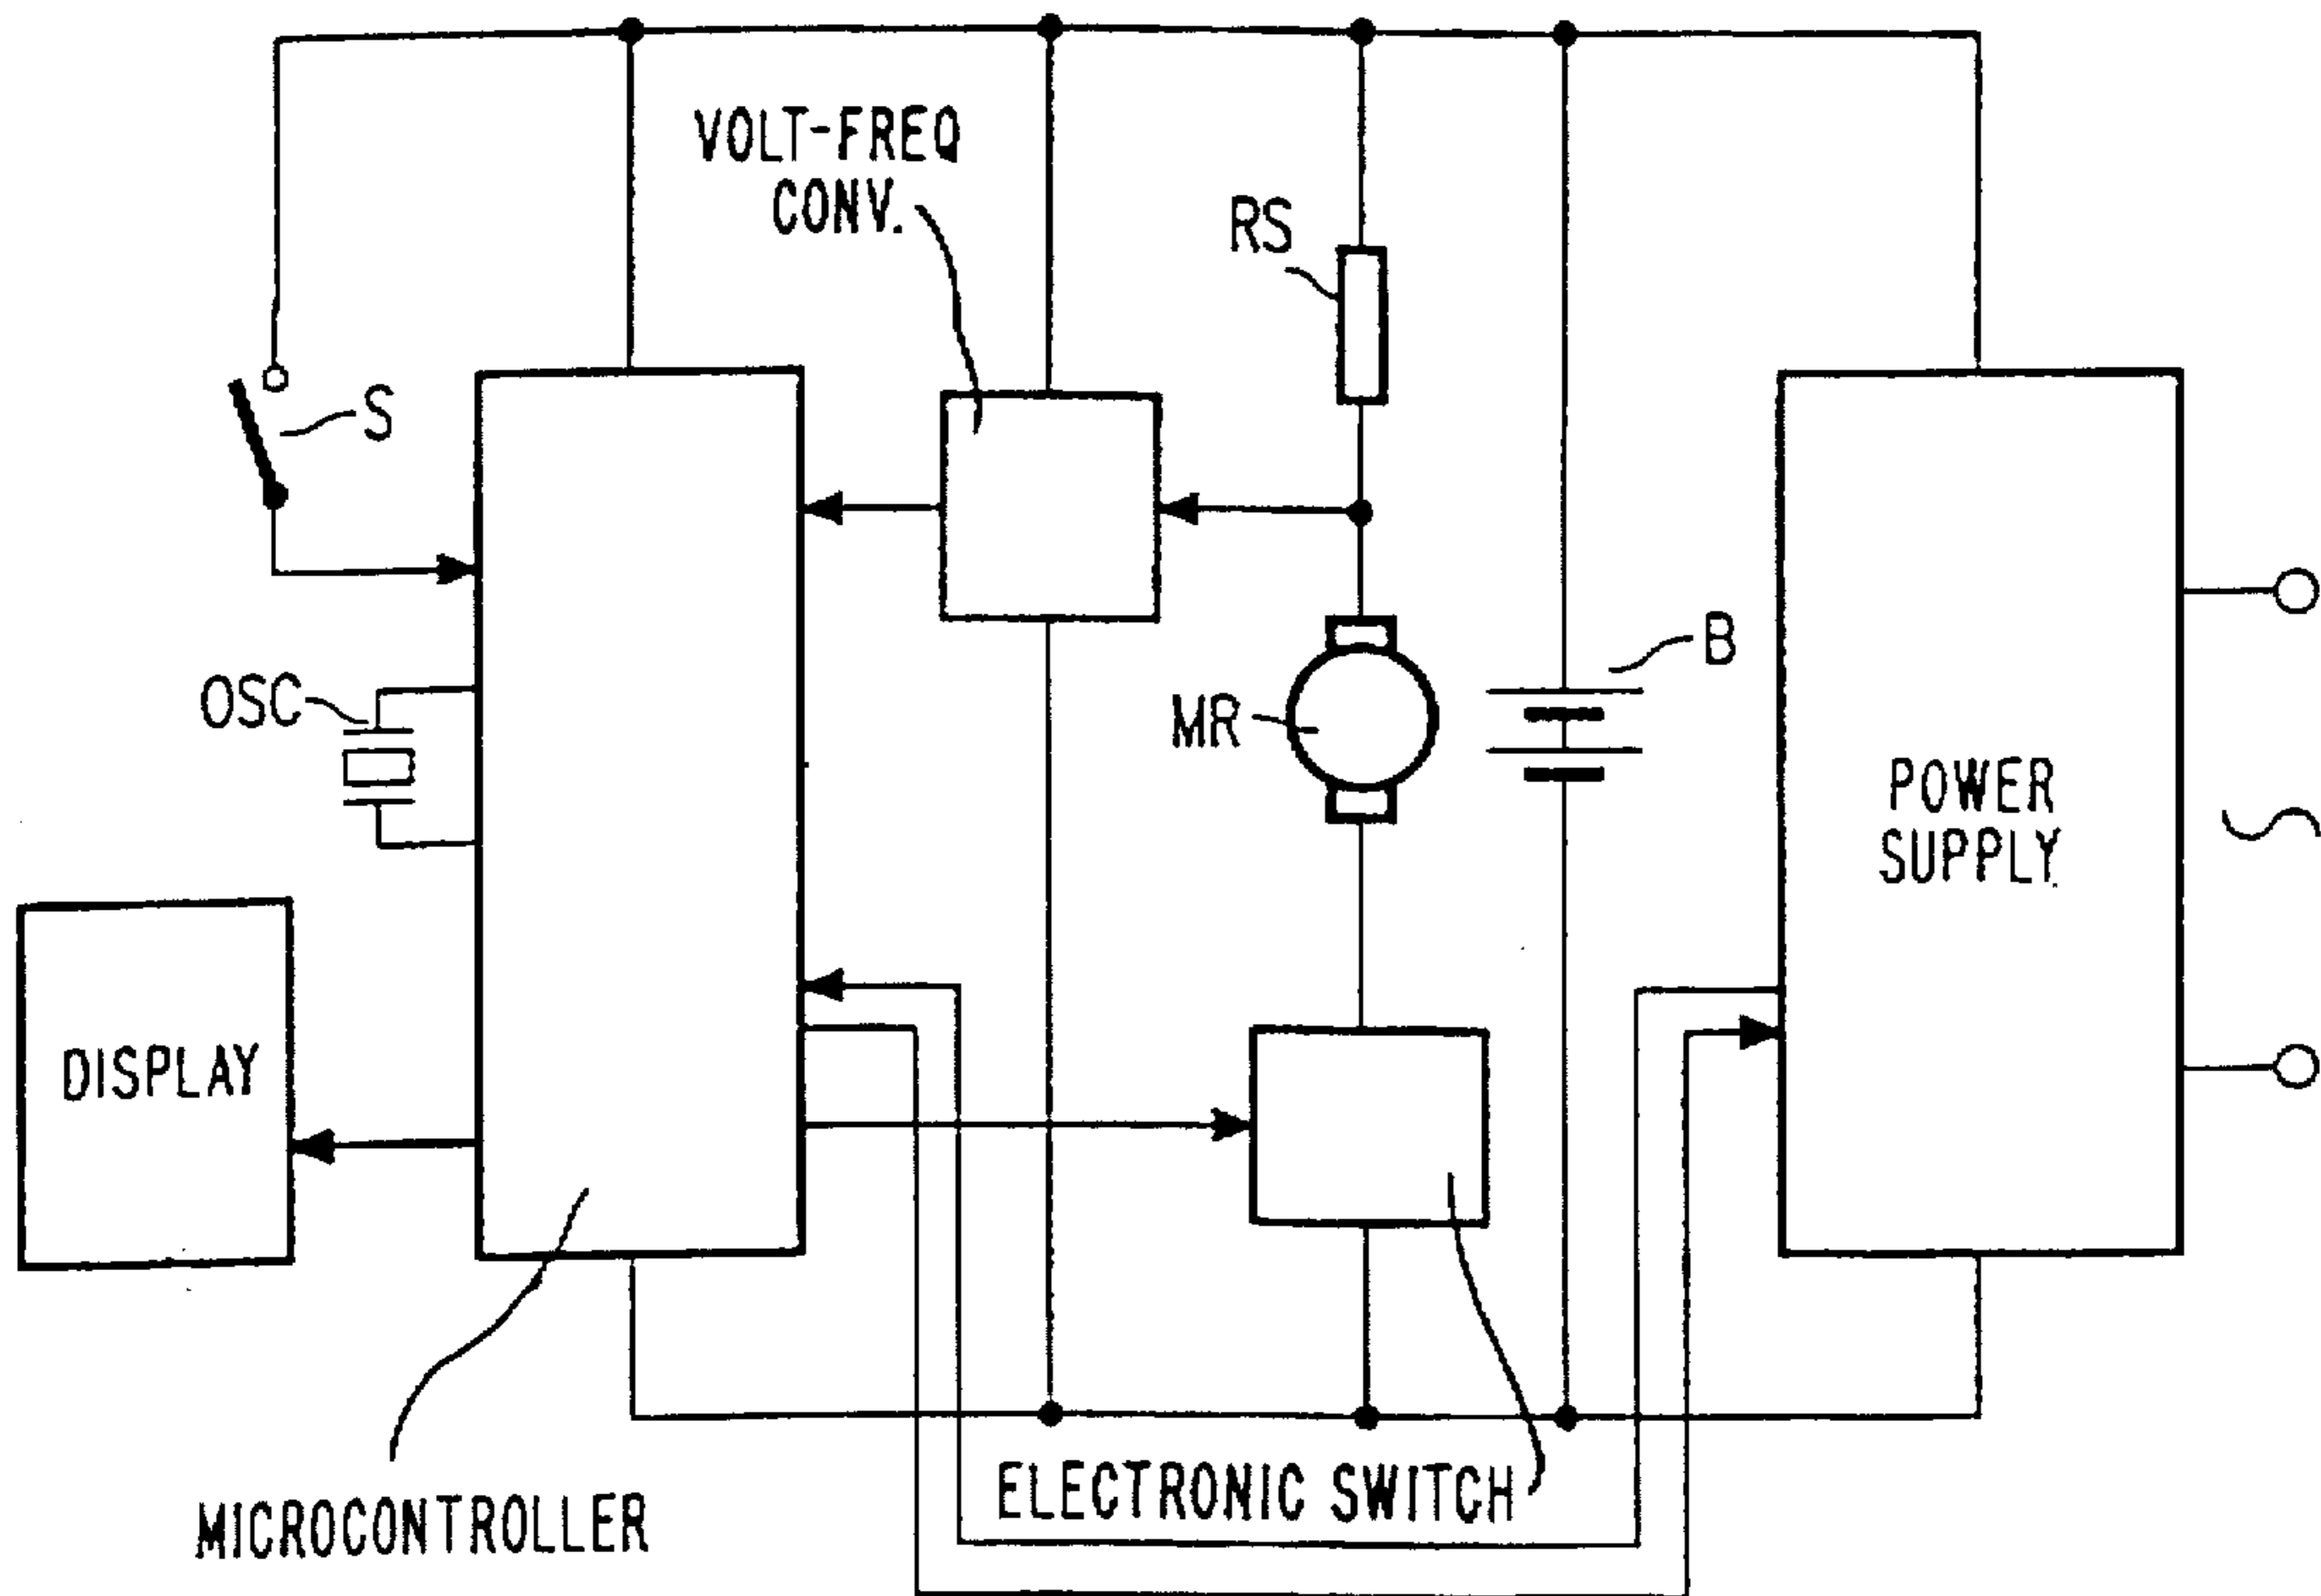 VOLT-FREQ
CONV.
RS
S
OSC
MR
B
POWER
SUPPLY
DISPLAY
ELECTRONIC SWITCH
MICROCONTROLLER